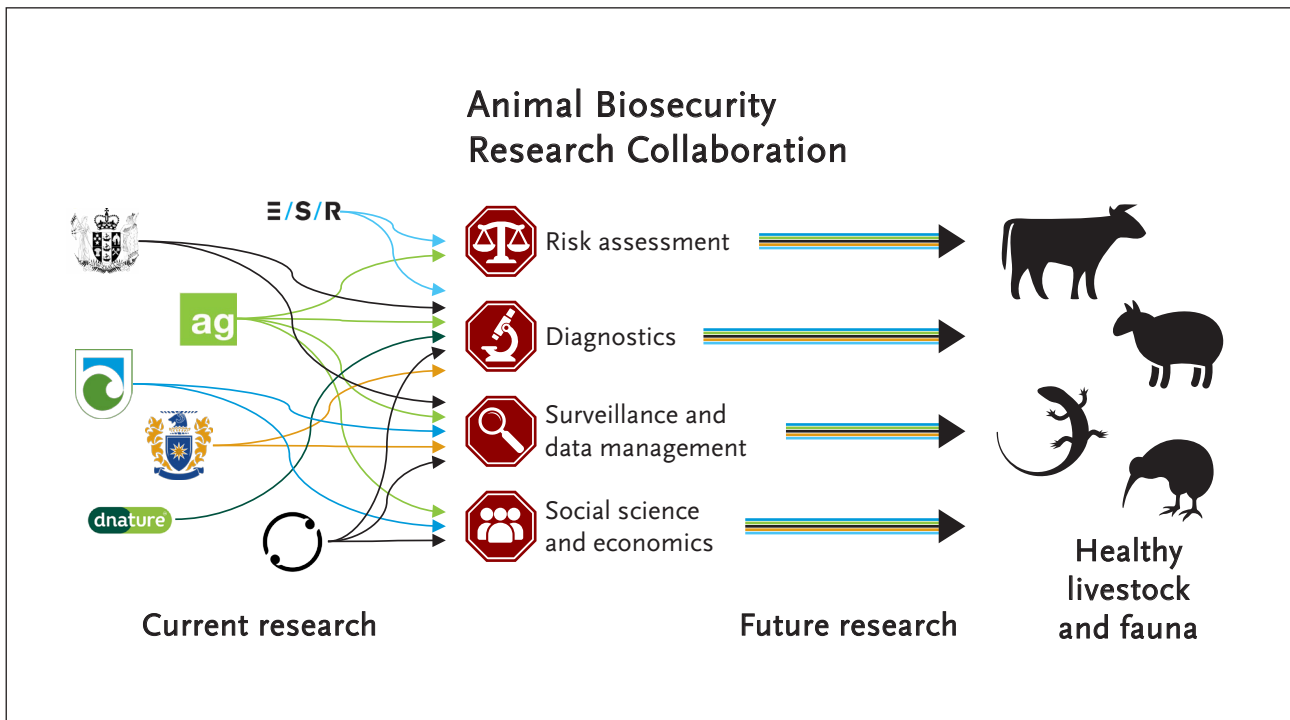 Animal Biosecurity
Research Collaboration
E/S/R
Risk assessment
ag
Diagnostics
Surveillance and
data management
dnature
Social science
and economics
Healthy
livestock
and fauna
Current research
Future research